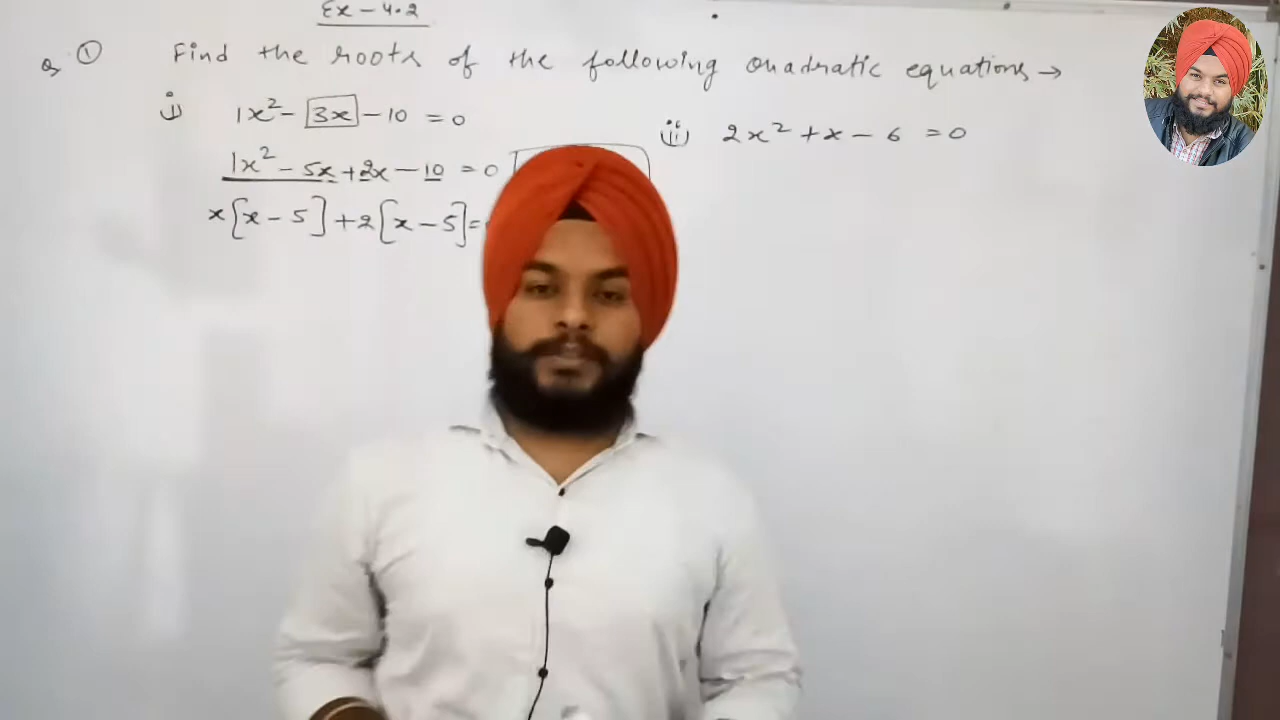 Ex - 4.2
Q ① Find the roots of the following quadratic equations →
i) 1x² - 3x - 10 = 0
1x² - 5x + 2x - 10 = 0
x[x - 5] + 2[x - 5] =
ii) 2x² + x - 6 = 0